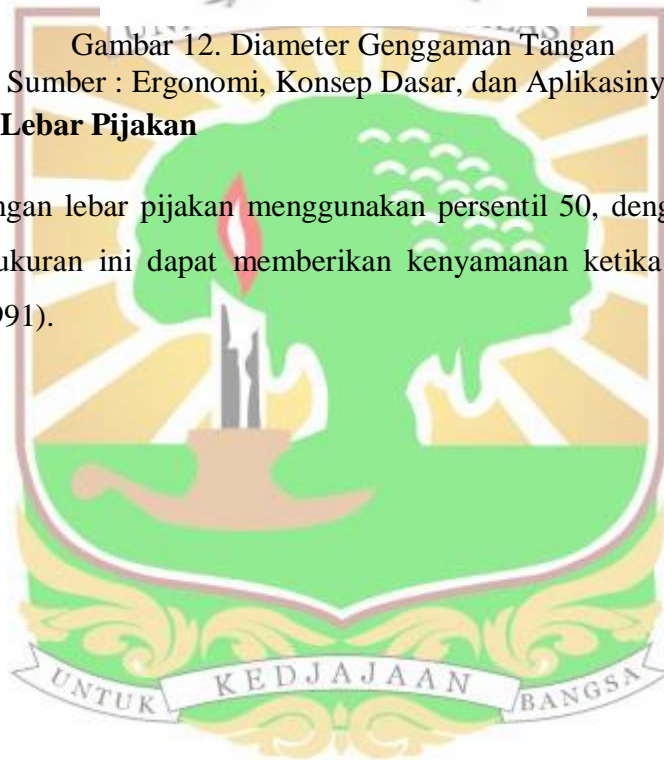 Gambar 12. Diameter Genggaman Tangan
Sumber : Ergonomi, Konsep Dasar, dan Aplikasiny
Lebar Pijakan
ngan lebar pijakan menggunakan persentil 50, deng
ukuran ini dapat memberikan kenyamanan ketika
991).
UNTUK KEDJAJAAN BANGSA